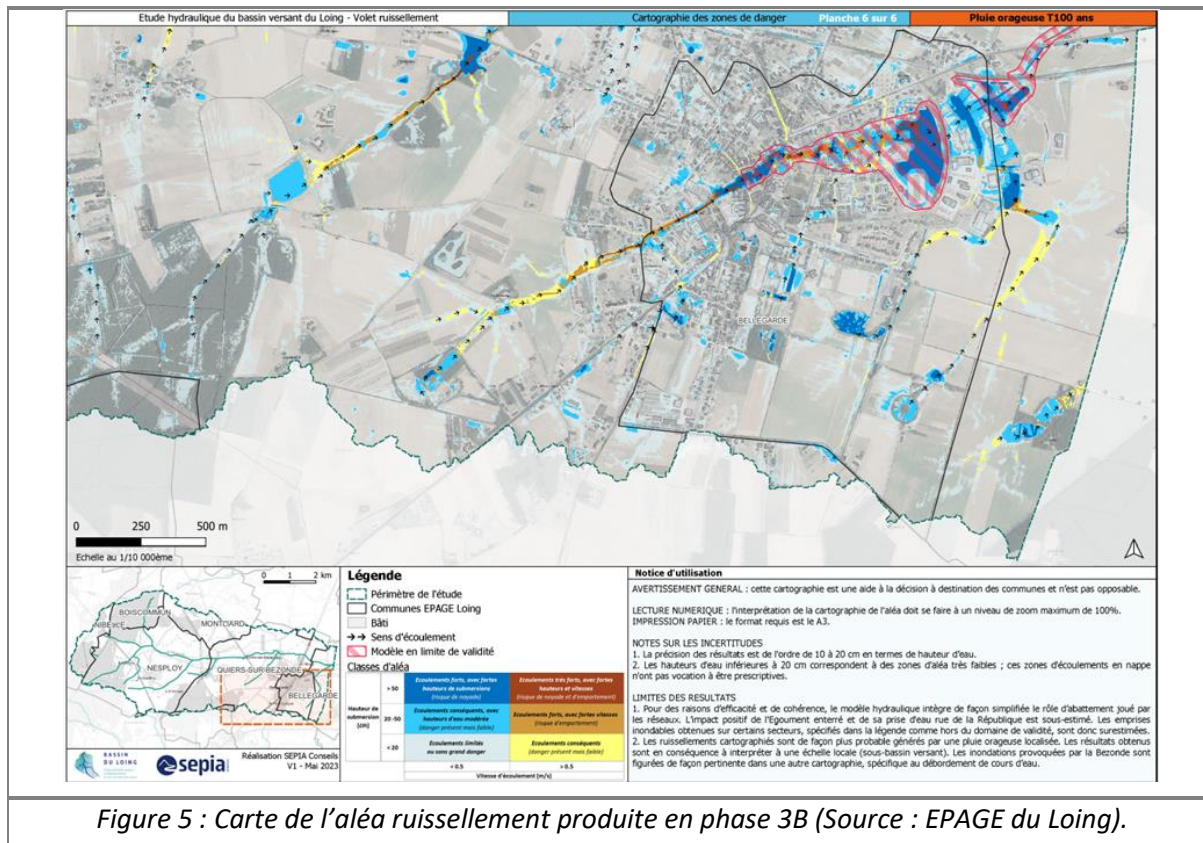 Etude hydraulique du bassin versant du Loing - Volet ruissellement
Cartographie des zones de danger
Planche 6 sur 6
Pluie orageuse T100 ans
BELLEGARDE
0 250 500 m
Echelle au 1/10 000ème
0 1 2 km
BOISCOMMUN
MONTLIARD
NESPLOY
QUIERS-SUR-BEZONDE
BELLEGARDE
BASSIN
DU LOING
sepia
Réalisation SEPIA Conseils
V1 - Mai 2023
Légende
Périmètre de l'étude
Communes EPAGE Loing
Bâti
Sens d'écoulement
Modèle en limite de validité
Classes d'aléa
Hauteur de
submersion
(cm)
> 50
Ecoulements forts, avec fortes
hauteurs de submersions
(risque de noyade)
Ecoulements très forts, avec fortes
hauteurs et vitesses
(risque de noyade et d'emportement)
20 -50
Ecoulements conséquents, avec
hauteurs d'eau modérée
(danger présent mais faible)
Ecoulements forts, avec fortes vitesses
(risque d'emportement)
< 20
Ecoulements limités
ou sans grand danger
Ecoulements conséquents
(danger présent mais faible)
< 0.5
> 0.5
Vitesse d'écoulement [m/s)
Notice d'utilisation
AVERTISSEMENT GENERAL : cette cartographie est une aide à la décision à destination des communes et n'est pas opposable.
LECTURE NUMERIQUE : l'interprétation de la cartographie de l'aléa doit se faire à un niveau de zoom maximum de 100%.
IMPRESSION PAPIER : le format requis est le A3.
NOTES SUR LES INCERTITUDES
1. La précision des résultats est de l'ordre de 10 à 20 cm en termes de hauteur d'eau.
2. Les hauteurs d'eau inférieures à 20 cm correspondent à des zones d'aléa très faibles ; ces zones d'écoulements en nappe
n'ont pas vocation à être prescriptives.
LIMITES DES RESULTATS
1. Pour des raisons d'efficacité et de cohérence, le modèle hydraulique intègre de façon simplifiée le rôle d'abattement joué par
les réseaux. L'impact positif de l'Egoument enterré et de sa prise d'eau rue de la République est sous-estimé. Les emprises
inondables obtenues sur certains secteurs, spécifiés dans la légende comme hors du domaine de validité, sont donc surestimées.
2. Les ruissellements cartographiés sont de façon plus probable générés par une pluie orageuse localisée. Les résultats obtenus
sont en conséquence à interpréter à une échelle locale (sous-bassin versant). Les inondations provoquées par la Bezonde sont
figurées de façon pertinente dans une autre cartographie, spécifique au débordement de cours d'eau.
Figure 5 : Carte de l'aléa ruissellement produite en phase 3B (Source : EPAGE du Loing).